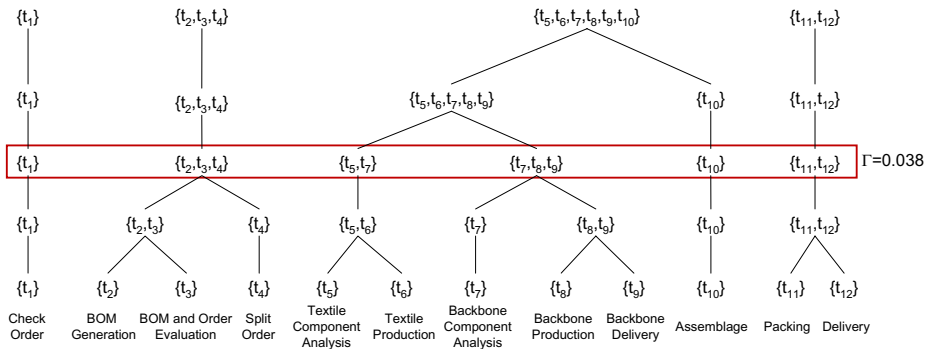 {t₁} {t₂,t₃,t₄} {t₅,t₆,t₇,t₈,t₉,t₁₀} {t₁₁,t₁₂}
{t₁} {t₂,t₃,t₄} {t₅,t₆,t₇,t₈,t₉} {t₁₀} {t₁₁,t₁₂}
{t₁} {t₂,t₃,t₄} {t₅,t₇} {t₇,t₈,t₉} {t₁₀} {t₁₁,t₁₂} Γ=0.038
{t₁} {t₂,t₃} {t₄} {t₅,t₆} {t₇} {t₈,t₉} {t₁₀} {t₁₁,t₁₂}
{t₁} {t₂} {t₃} {t₄} {t₅} {t₆} {t₇} {t₈} {t₉} {t₁₀} {t₁₁} {t₁₂}
Check
Order
BOM
Generation
BOM and Order
Evaluation
Split
Order
Textile
Component
Analysis
Textile
Production
Backbone
Component
Analysis
Backbone
Production
Backbone
Delivery
Assemblage
Packing
Delivery